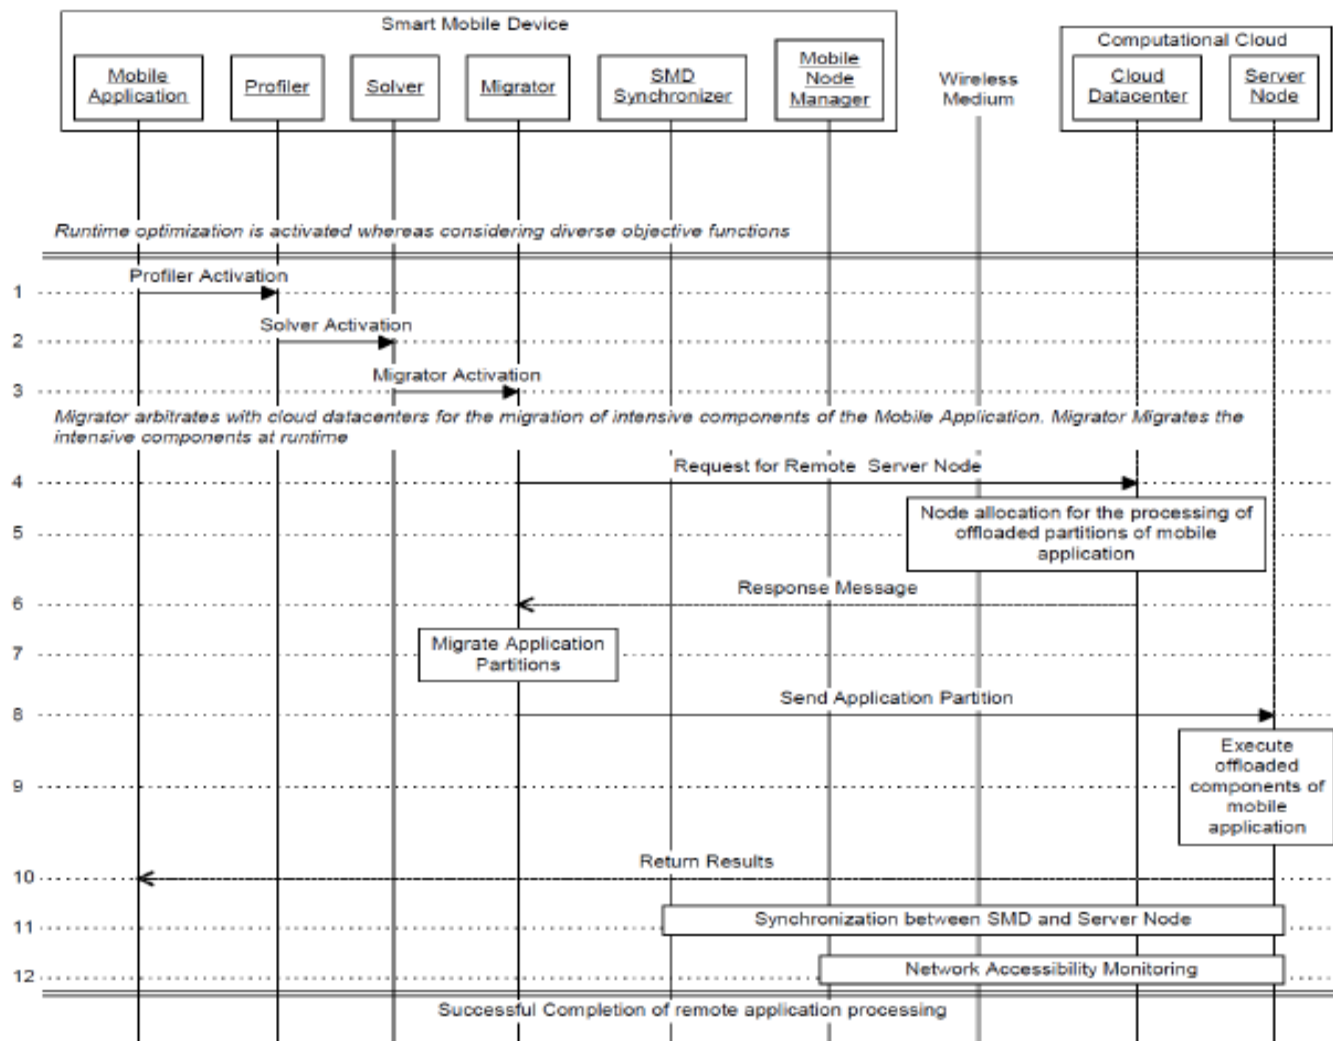 Smart Mobile Device
Computational Cloud
Mobile
Application
Profiler
Solver
Migrator
SMD
Synchronizer
Mobile
Node
Manager
Wireless
Medium
Cloud
Datacenter
Server
Node
Runtime optimization is activated whereas considering diverse objective functions
Profiler Activation
1
Solver Activation
2
Migrator Activation
3
Migrator arbitrates with cloud datacenters for the migration of intensive components of the Mobile Application. Migrator Migrates the
intensive components at runtime
Request for Remote Server Node
4
Node allocation for the processing of
offloaded partitions of mobile
application
5
Response Message
6
Migrate Application
Partitions
7
Send Application Partition
8
Execute
offloaded
components of
mobile
application
9
Return Results
10
Synchronization between SMD and Server Node
11
Network Accessibility Monitoring
12
Successful Completion of remote application processing